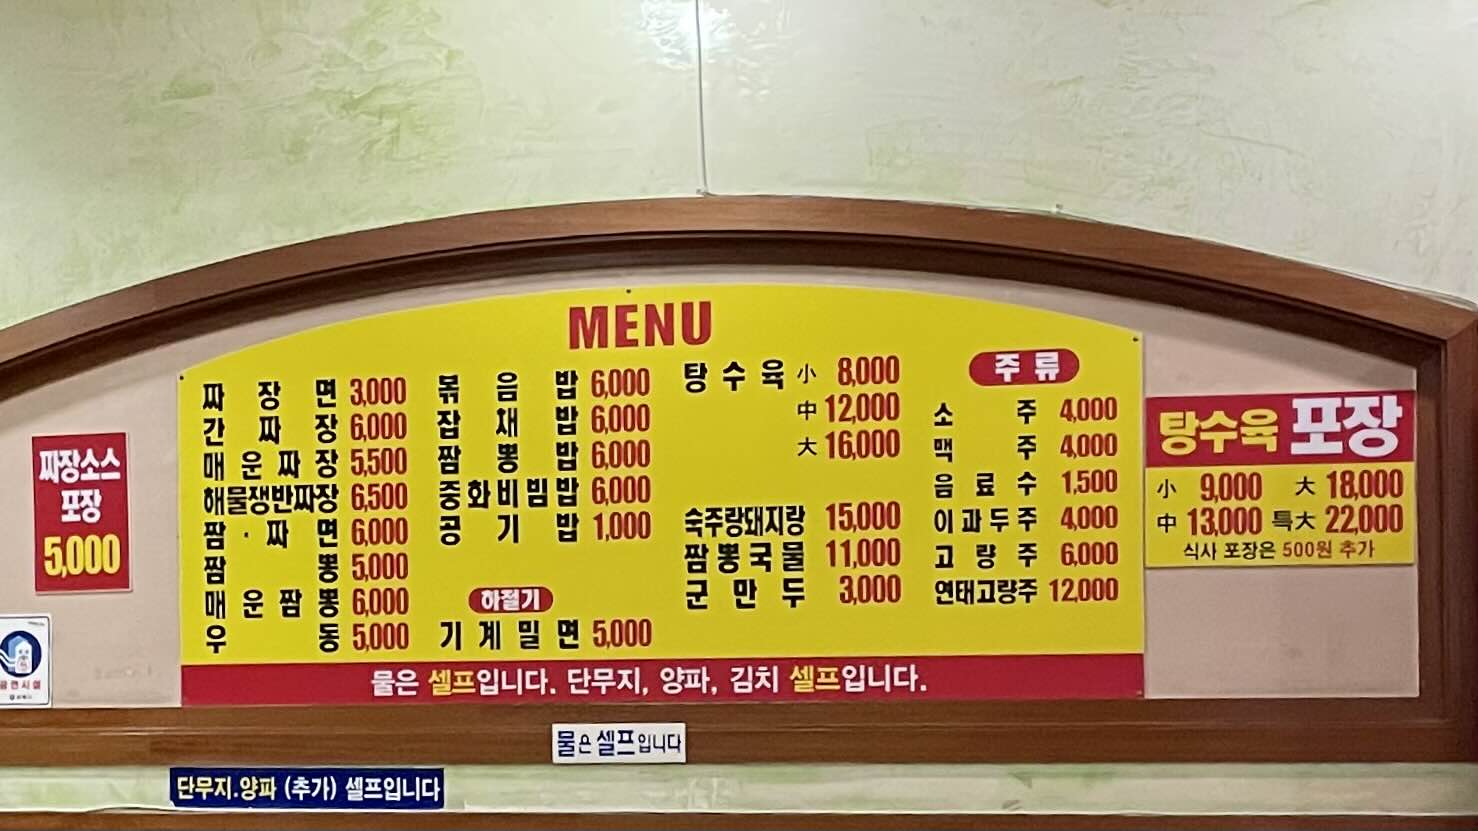 MENU
짜장면 3,000
간짜장 6,000
매운짜장 5,500
해물쟁반짜장 6,500
짬·짜면 6,000
짬뽕 5,000
매운짬뽕 6,000
우동 5,000
볶음밥 6,000
잡채밥 6,000
짬뽕밥 6,000
중화비빔밥 6,000
공기밥 1,000
하절기
기계밀면 5,000
탕수육 小 8,000
中 12,000
大 16,000
숙주랑돼지랑 15,000
짬뽕국물 11,000
군만두 3,000
주류
소주 4,000
맥주 4,000
음료수 1,500
이과두주 4,000
고량주 6,000
연태고량주 12,000
물은 셀프입니다. 단무지, 양파, 김치 셀프입니다.
짜장소스
포장
5,000
탕수육 포장
小 9,000 大 18,000
中 13,000 特大 22,000
식사 포장은 500원 추가
금연시설
물은 셀프입니다
단무지.양파 (추가) 셀프입니다